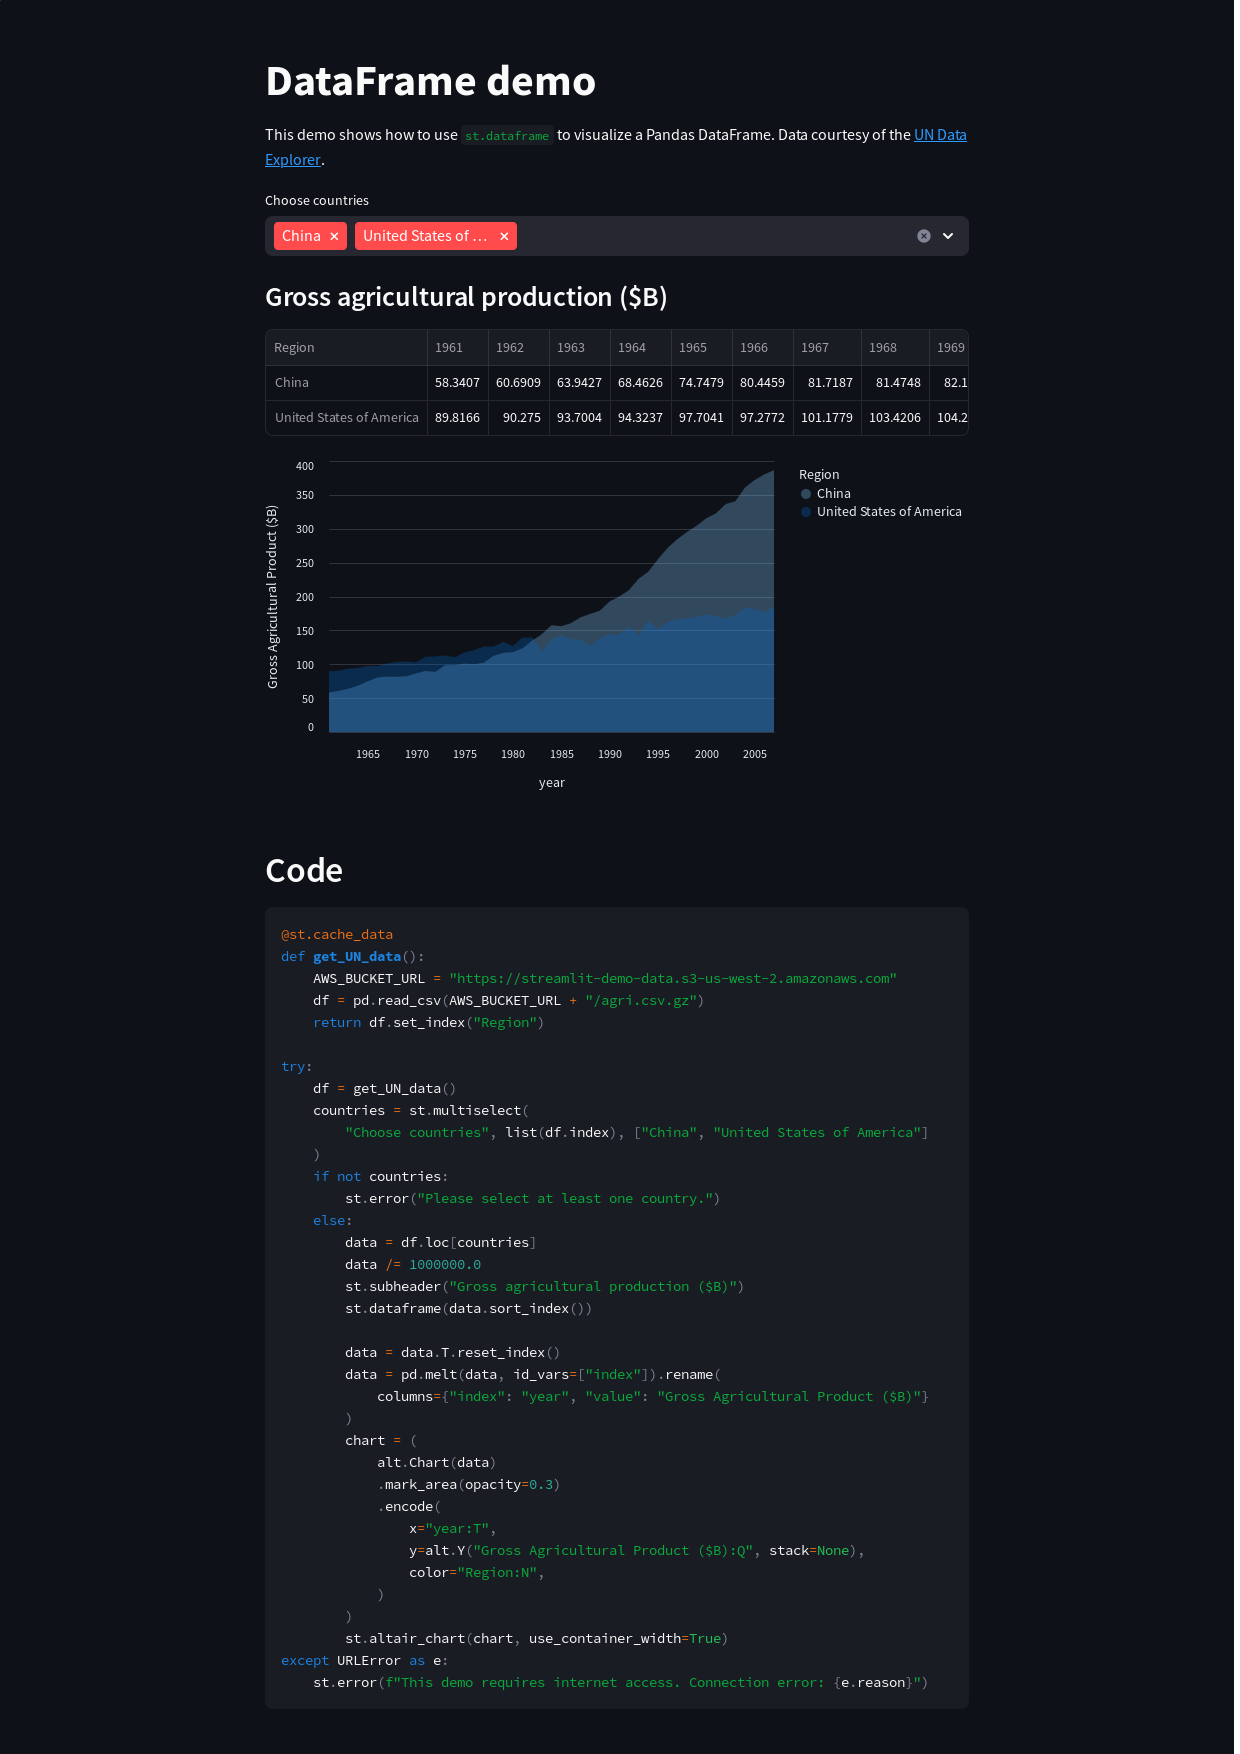 DataFrame demo
This demo shows how to use st.dataframe to visualize a Pandas DataFrame. Data courtesy of the UN Data
Explorer.
Choose countries
China × United States of … ×
Gross agricultural production ($B)
Region 1961 1962 1963 1964 1965 1966 1967 1968 1969
China 58.3407 60.6909 63.9427 68.4626 74.7479 80.4459 81.7187 81.4748 82.1
United States of America 89.8166 90.275 93.7004 94.3237 97.7041 97.2772 101.1779 103.4206 104.2
Gross Agricultural Product ($B)
400
350
300
250
200
150
100
50
0
1965 1970 1975 1980 1985 1990 1995 2000 2005
year
Region
China
United States of America
Code
@st.cache_data
def get_UN_data():
    AWS_BUCKET_URL = "https://streamlit-demo-data.s3-us-west-2.amazonaws.com"
    df = pd.read_csv(AWS_BUCKET_URL + "/agri.csv.gz")
    return df.set_index("Region")
try:
    df = get_UN_data()
    countries = st.multiselect(
        "Choose countries", list(df.index), ["China", "United States of America"]
    )
    if not countries:
        st.error("Please select at least one country.")
    else:
        data = df.loc[countries]
        data /= 1000000.0
        st.subheader("Gross agricultural production ($B)")
        st.dataframe(data.sort_index())
        data = data.T.reset_index()
        data = pd.melt(data, id_vars=["index"]).rename(
            columns={"index": "year", "value": "Gross Agricultural Product ($B)"}
        )
        chart = (
            alt.Chart(data)
            .mark_area(opacity=0.3)
            .encode(
                x="year:T",
                y=alt.Y("Gross Agricultural Product ($B):Q", stack=None),
                color="Region:N",
            )
        )
        st.altair_chart(chart, use_container_width=True)
except URLError as e:
    st.error(f"This demo requires internet access. Connection error: {e.reason}")